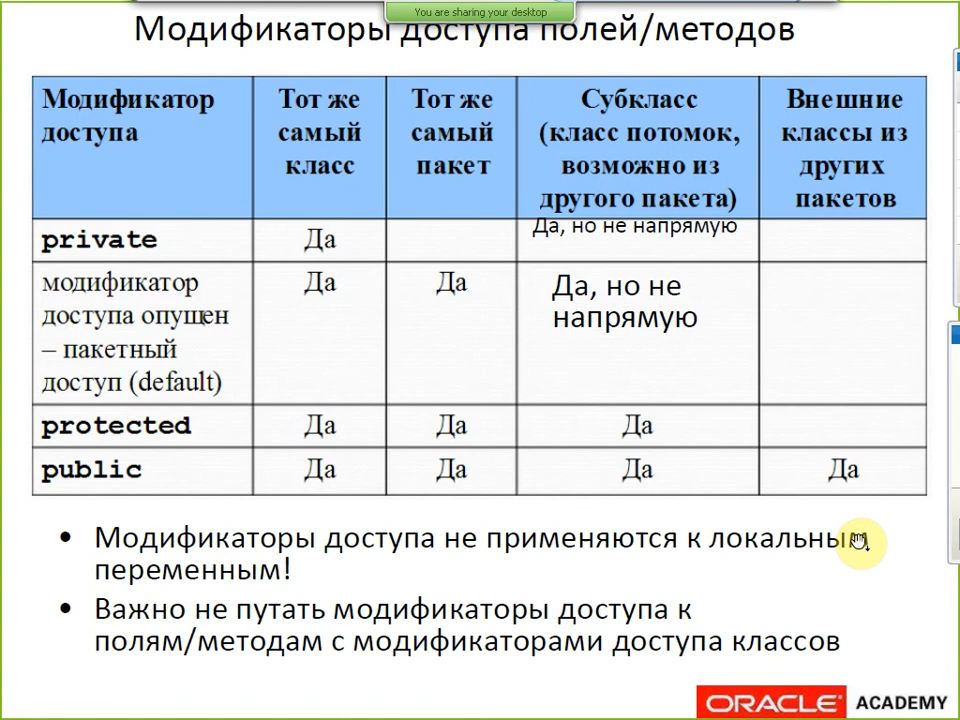 You are sharing your desktop
Модификаторы доступа полей/методов
Модификатор
доступа
Тот же
самый
класс
Тот же
самый
пакет
Субкласс
(класс потомок,
возможно из
другого пакета)
Внешние
классы из
других
пакетов
private
Да
Да, но не напрямую
модификатор
доступа опущен
– пакетный
доступ (default)
Да
Да
Да, но не
напрямую
protected
Да
Да
Да
public
Да
Да
Да
Да
• Модификаторы доступа не применяются к локальным
переменным!
• Важно не путать модификаторы доступа к
полям/методам с модификаторами доступа классов
ORACLE ACADEMY